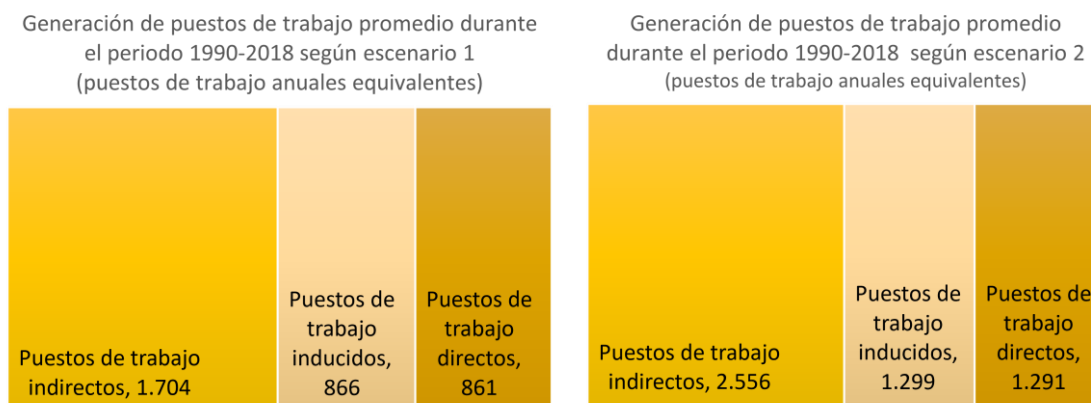 Generación de puestos de trabajo promedio durante
el periodo 1990-2018 según escenario 1
(puestos de trabajo anuales equivalentes)
Puestos de trabajo
indirectos, 1.704
Puestos de
trabajo
inducidos,
866
Puestos de
trabajo
directos,
861
Generación de puestos de trabajo promedio
durante el periodo 1990-2018 según escenario 2
(puestos de trabajo anuales equivalentes)
Puestos de trabajo
indirectos, 2.556
Puestos de
trabajo
inducidos,
1.299
Puestos de
trabajo
directos,
1.291